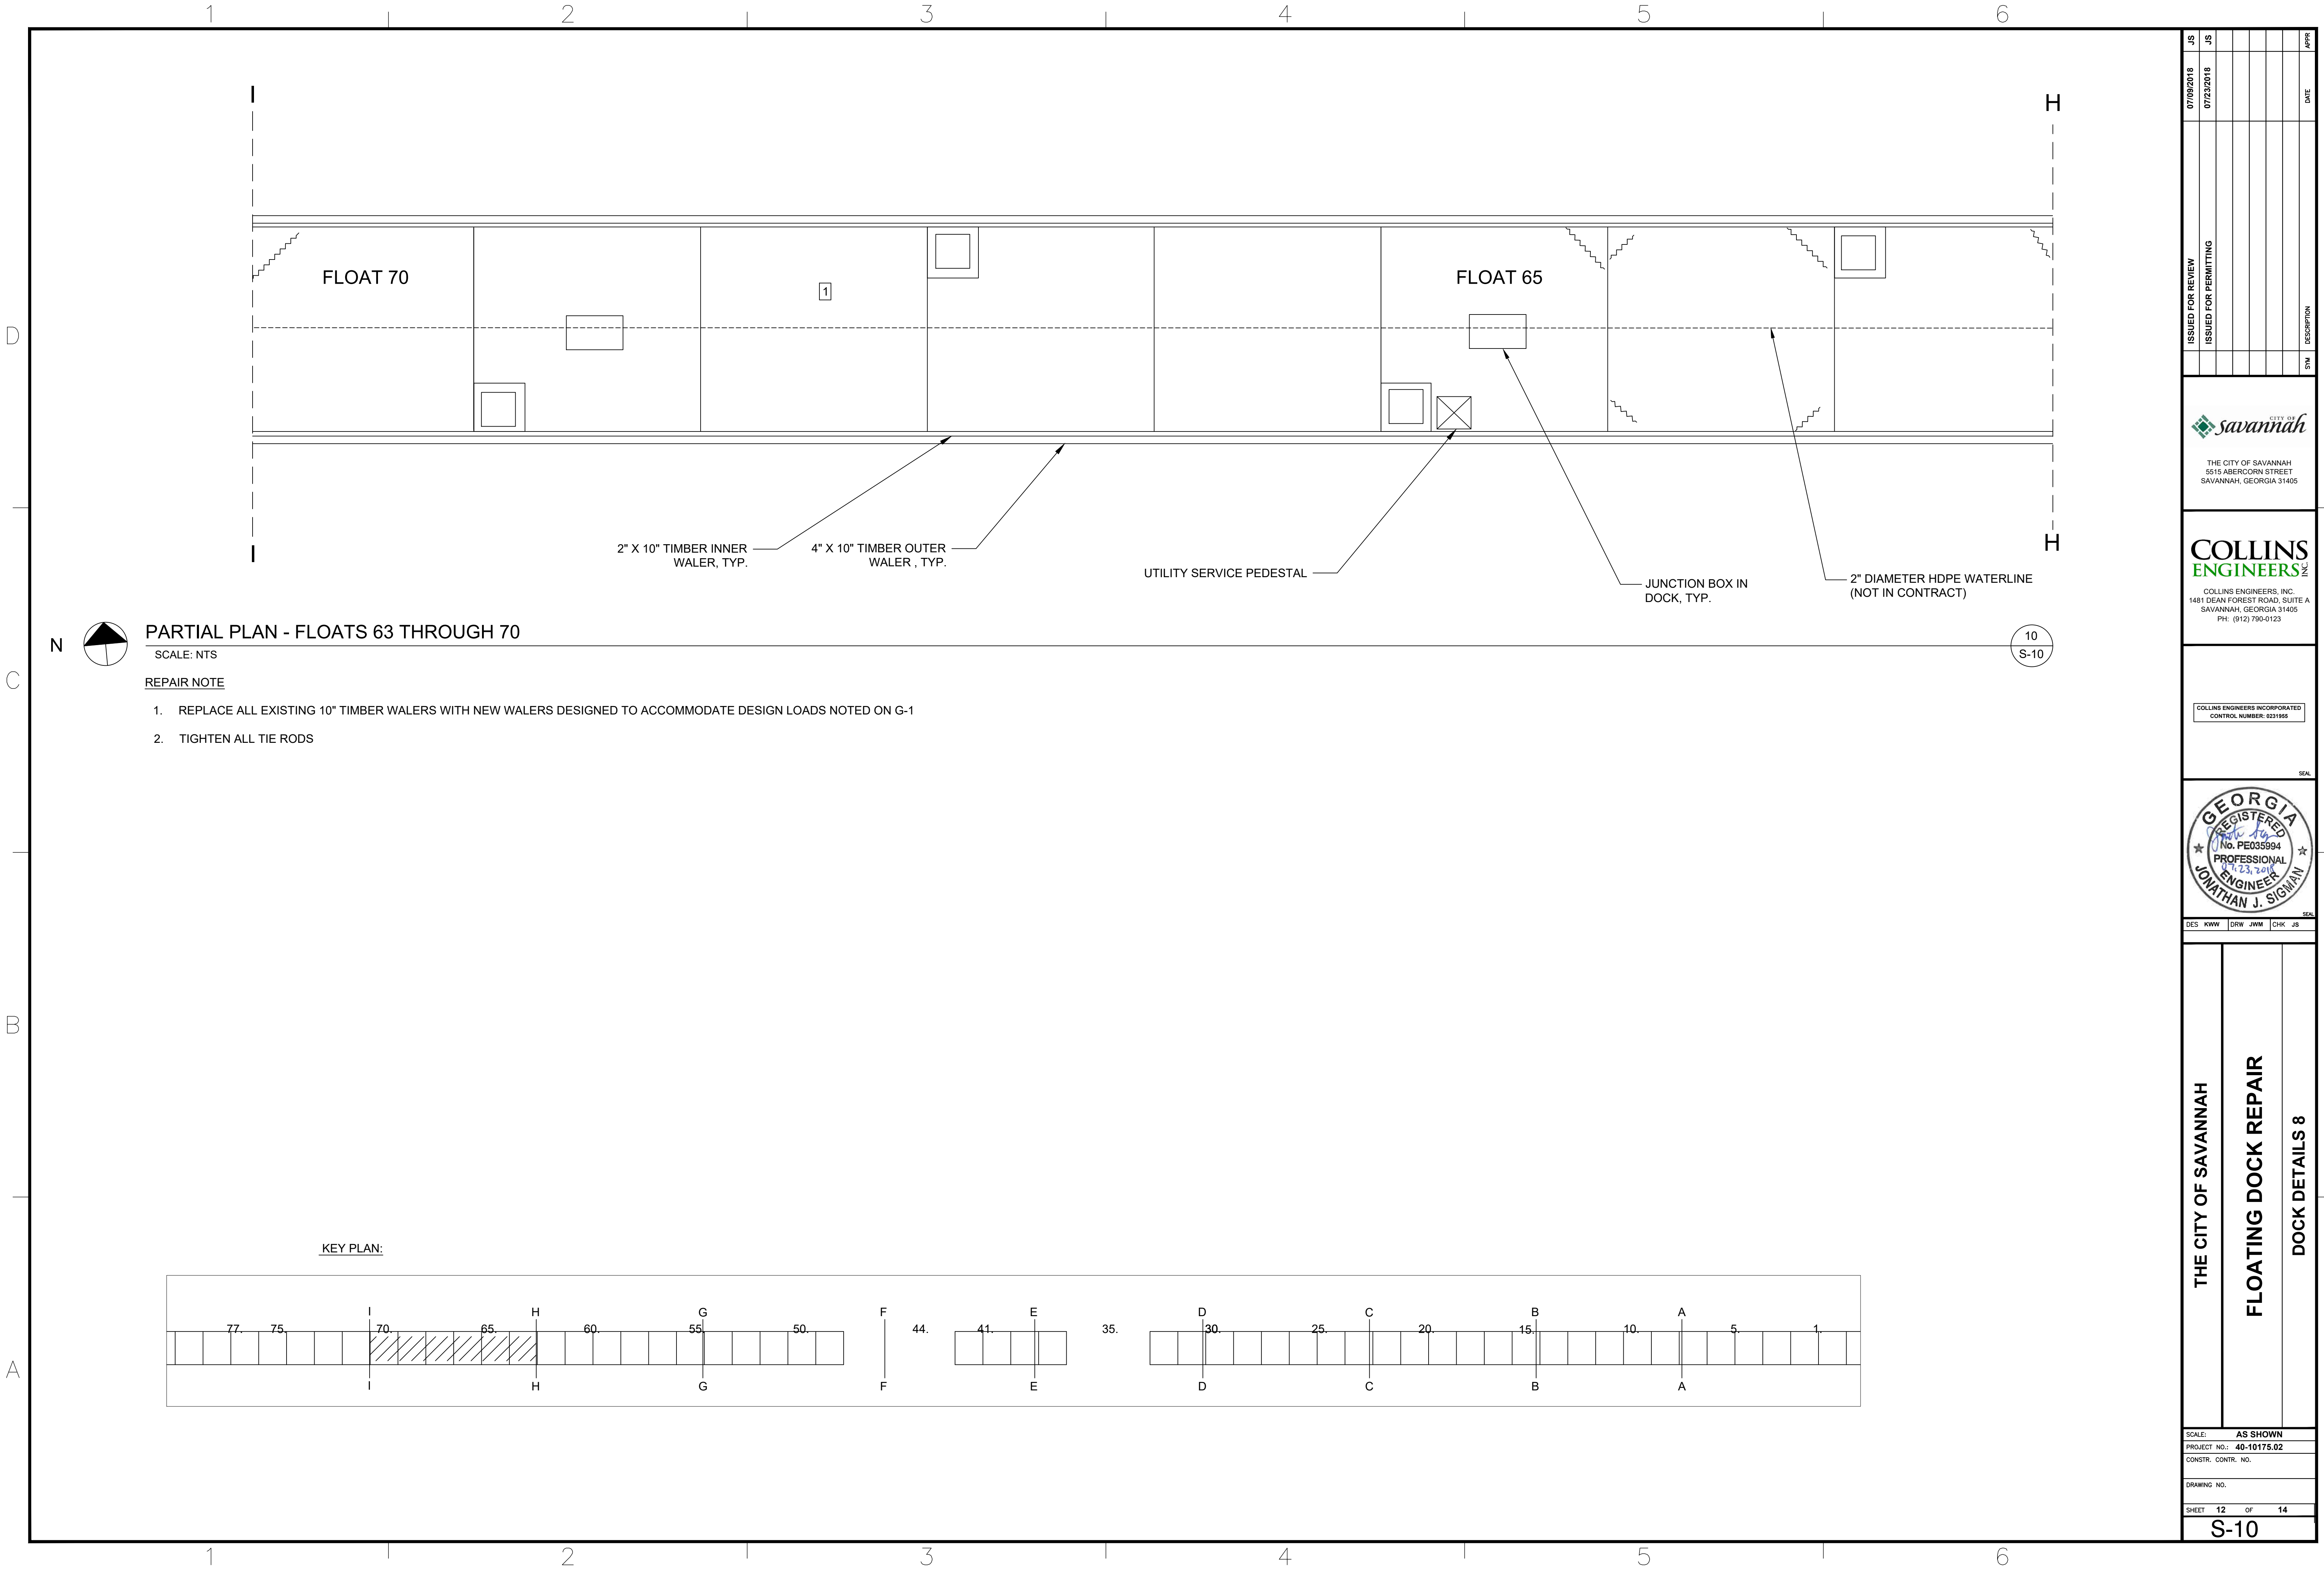 1 2 3 4 5 6
I H
FLOAT 70
1
FLOAT 65
D
2" X 10" TIMBER INNER
WALER, TYP.
4" X 10" TIMBER OUTER
WALER , TYP.
UTILITY SERVICE PEDESTAL
JUNCTION BOX IN
DOCK, TYP.
2" DIAMETER HDPE WATERLINE
(NOT IN CONTRACT)
I H
N
PARTIAL PLAN - FLOATS 63 THROUGH 70
SCALE: NTS
10
S-10
C
REPAIR NOTE
1. REPLACE ALL EXISTING 10" TIMBER WALERS WITH NEW WALERS DESIGNED TO ACCOMMODATE DESIGN LOADS NOTED ON G-1
2. TIGHTEN ALL TIE RODS
B
KEY PLAN:
I H G F E D C B A
77. 75. 70. 65. 60. 55. 50. 44. 41. 35. 30. 25. 20. 15. 10. 5. 1.
I H G F E D C B A
A
1 2 3 4 5 6
ISSUED FOR REVIEW 07/09/2018 JS
ISSUED FOR PERMITTING 07/23/2018 JS
SYM DESCRIPTION DATE APPR
CITY OF
savannah
THE CITY OF SAVANNAH
5515 ABERCORN STREET
SAVANNAH, GEORGIA 31405
COLLINS
ENGINEERS INC.
COLLINS ENGINEERS, INC.
1481 DEAN FOREST ROAD, SUITE A
SAVANNAH, GEORGIA 31405
PH: (912) 790-0123
COLLINS ENGINEERS INCORPORATED
CONTROL NUMBER: 0231955
SEAL
GEORGIA
REGISTERED
No. PE035994
PROFESSIONAL
07.23.2018
ENGINEER
JONATHAN J. SIGMAN
SEAL
DES KWW DRW JWM CHK JS
THE CITY OF SAVANNAH
FLOATING DOCK REPAIR
DOCK DETAILS 8
SCALE: AS SHOWN
PROJECT NO.: 40-10175.02
CONSTR. CONTR. NO.
DRAWING NO.
SHEET 12 OF 14
S-10